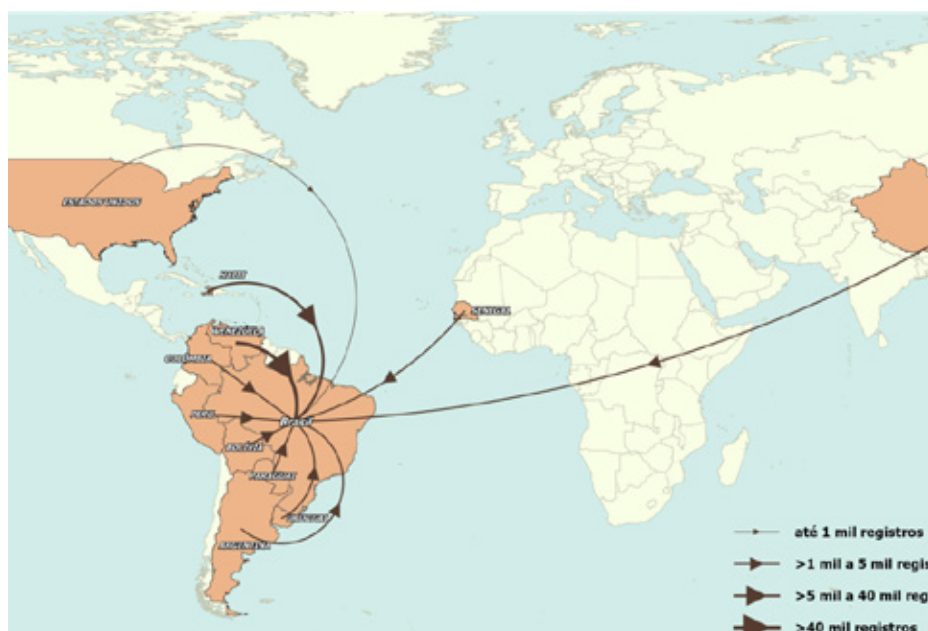 ESTADOS UNIDOS
HAITI
VENEZUELA
COLÔMBIA
SENEGAL
PERU
Brasil
BOLÍVIA
PARAGUAI
URUGUAI
ARGENTINA
até 1 mil registros
>1 mil a 5 mil regis
>5 mil a 40 mil reg
>40 mil registros